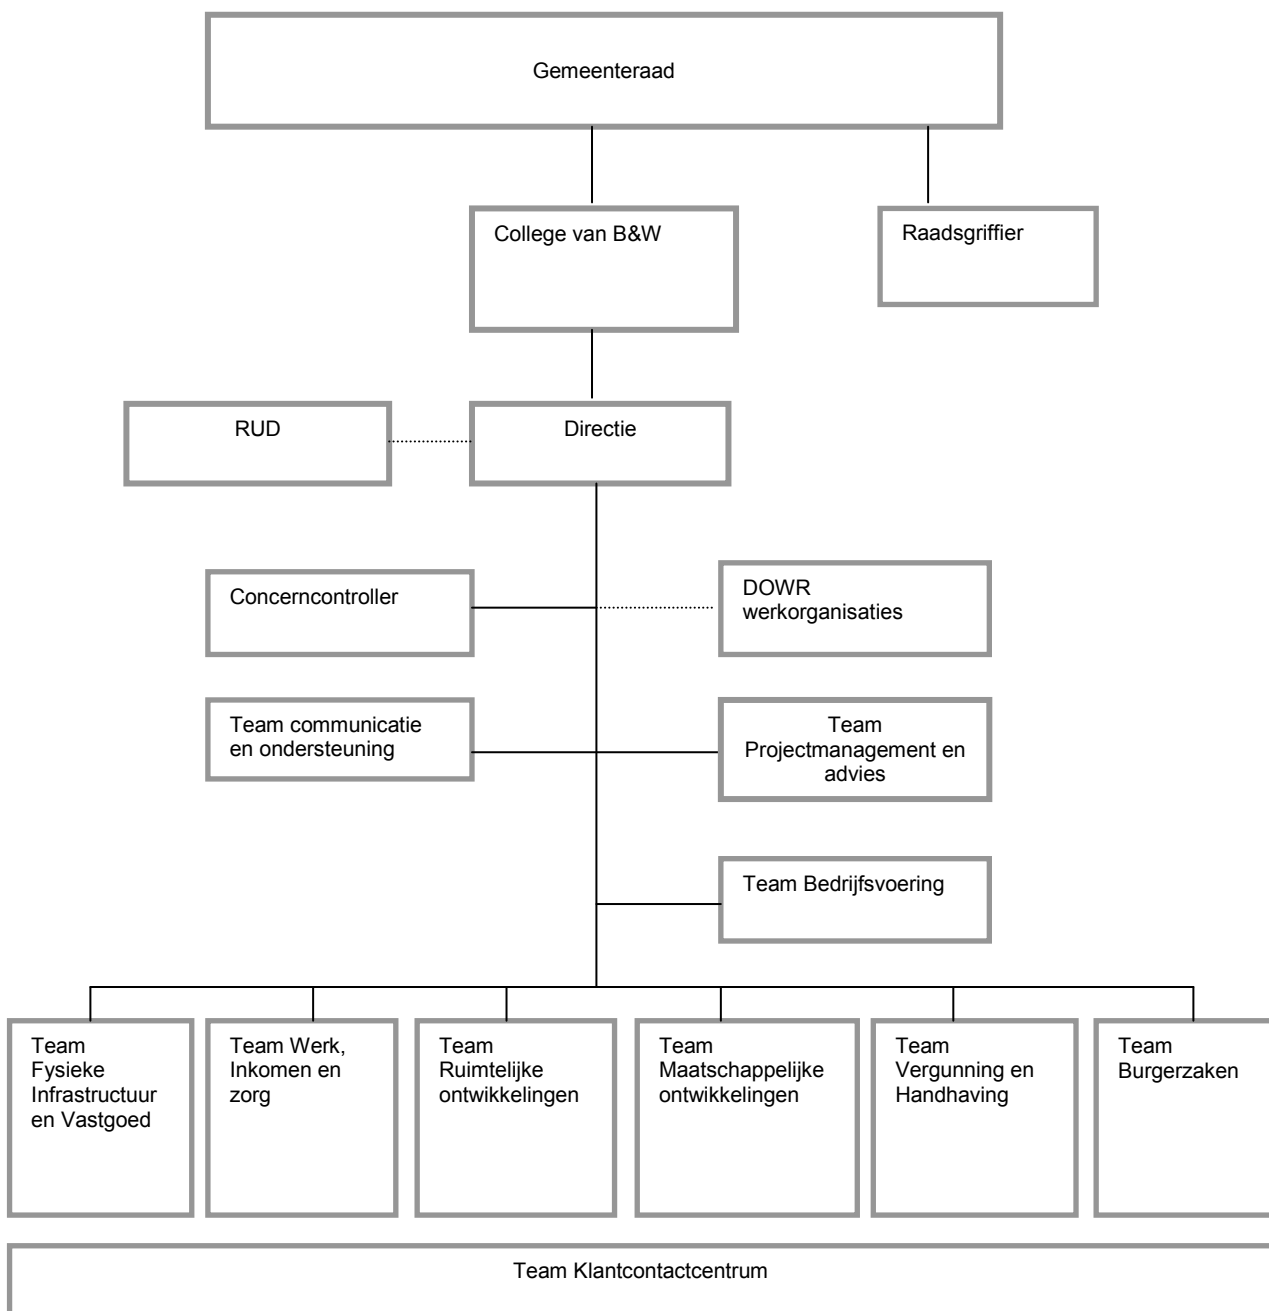 Gemeenteraad
College van B&W
Raadsgriffier
RUD
Directie
Concerncontroller
DOWR
werkorganisaties
Team communicatie
en ondersteuning
Team
Projectmanagement en
advies
Team Bedrijfsvoering
Team
Fysieke
Infrastructuur
en Vastgoed
Team Werk,
Inkomen en
zorg
Team
Ruimtelijke
ontwikkelingen
Team
Maatschappelijke
ontwikkelingen
Team
Vergunning en
Handhaving
Team
Burgerzaken
Team Klantcontactcentrum